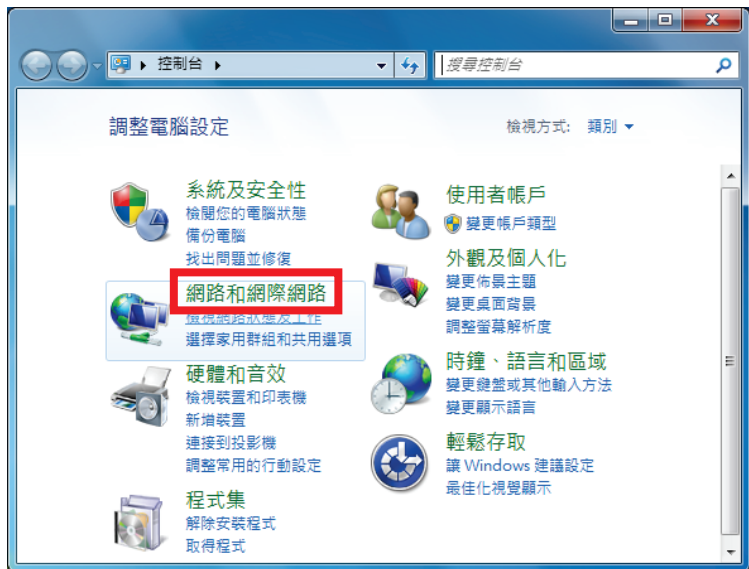 控制台
搜尋控制台
調整電腦設定
檢視方式: 類別
系統及安全性
檢閱您的電腦狀態
備份電腦
找出問題並修復
網路和網際網路
檢視網路狀態及工作
選擇家用群組和共用選項
硬體和音效
檢視裝置和印表機
新增裝置
連接到投影機
調整常用的行動設定
程式集
解除安裝程式
取得程式
使用者帳戶
變更帳戶類型
外觀及個人化
變更佈景主題
變更桌面背景
調整螢幕解析度
時鐘、語言和區域
變更鍵盤或其他輸入方法
變更顯示語言
輕鬆存取
讓 Windows 建議設定
最佳化視覺顯示